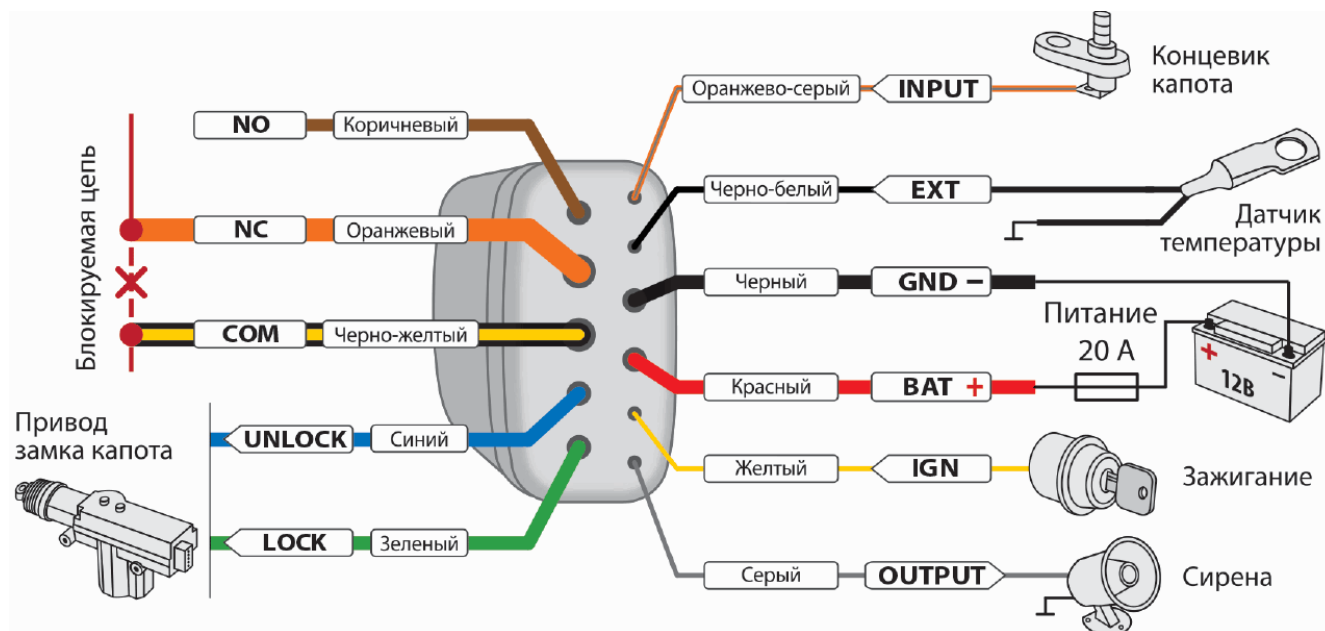 Блокируемая цепь
NO
Коричневый
NC
Оранжевый
COM
Черно-желтый
Привод
замка капота
UNLOCK
Синий
LOCK
Зеленый
Оранжево-серый
INPUT
Концевик
капота
Черно-белый
EXT
Датчик
температуры
Черный
GND −
Питание
20 А
Красный
BAT +
+
−
12В
Желтый
IGN
Зажигание
Серый
OUTPUT
Сирена